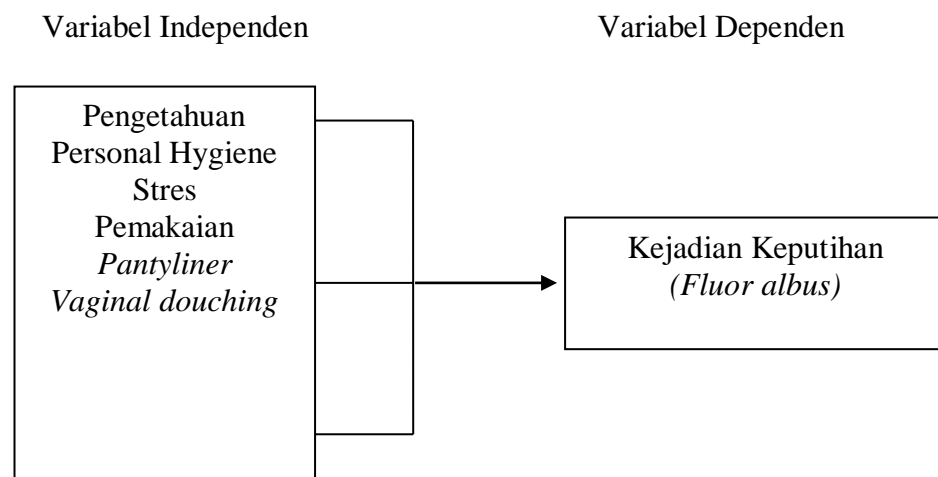 Variabel Independen
Variabel Dependen
Pengetahuan
Personal Hygiene
Stres
Pemakaian
Pantyliner
Vaginal douching
Kejadian Keputihan
(Fluor albus)